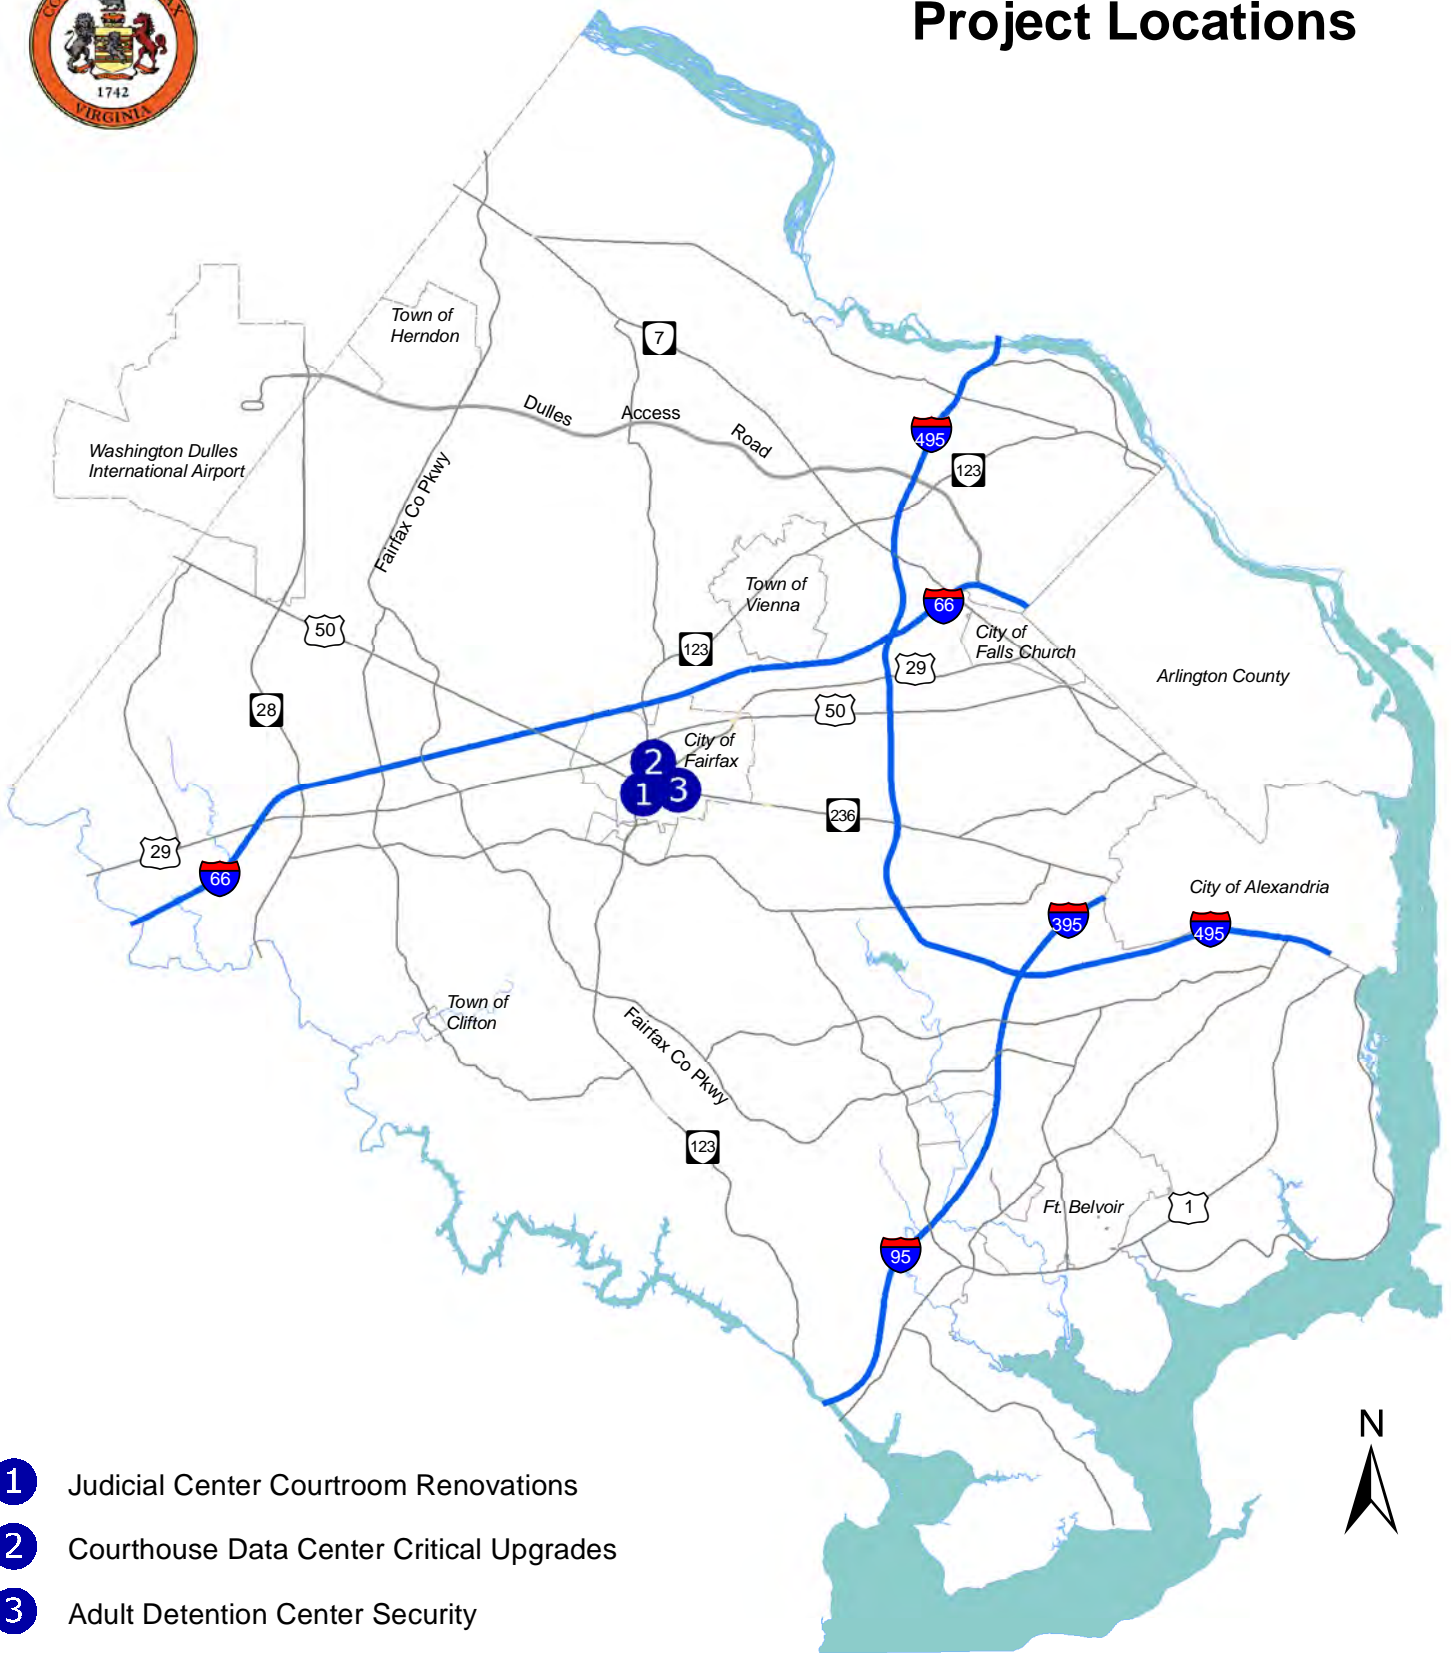 Project Locations
1742
VIRGINIA
Town of
Herndon
7
Dulles Access Road
Washington Dulles
International Airport
Fairfax Co Pkwy
495
123
Town of
Vienna
66
50
123
City of
Falls Church
29
Arlington County
28
50
City of
Fairfax
2
1
3
236
29
66
City of Alexandria
395
495
Town of
Clifton
Fairfax Co Pkwy
123
Ft. Belvoir
1
95
N
1 Judicial Center Courtroom Renovations
2 Courthouse Data Center Critical Upgrades
3 Adult Detention Center Security